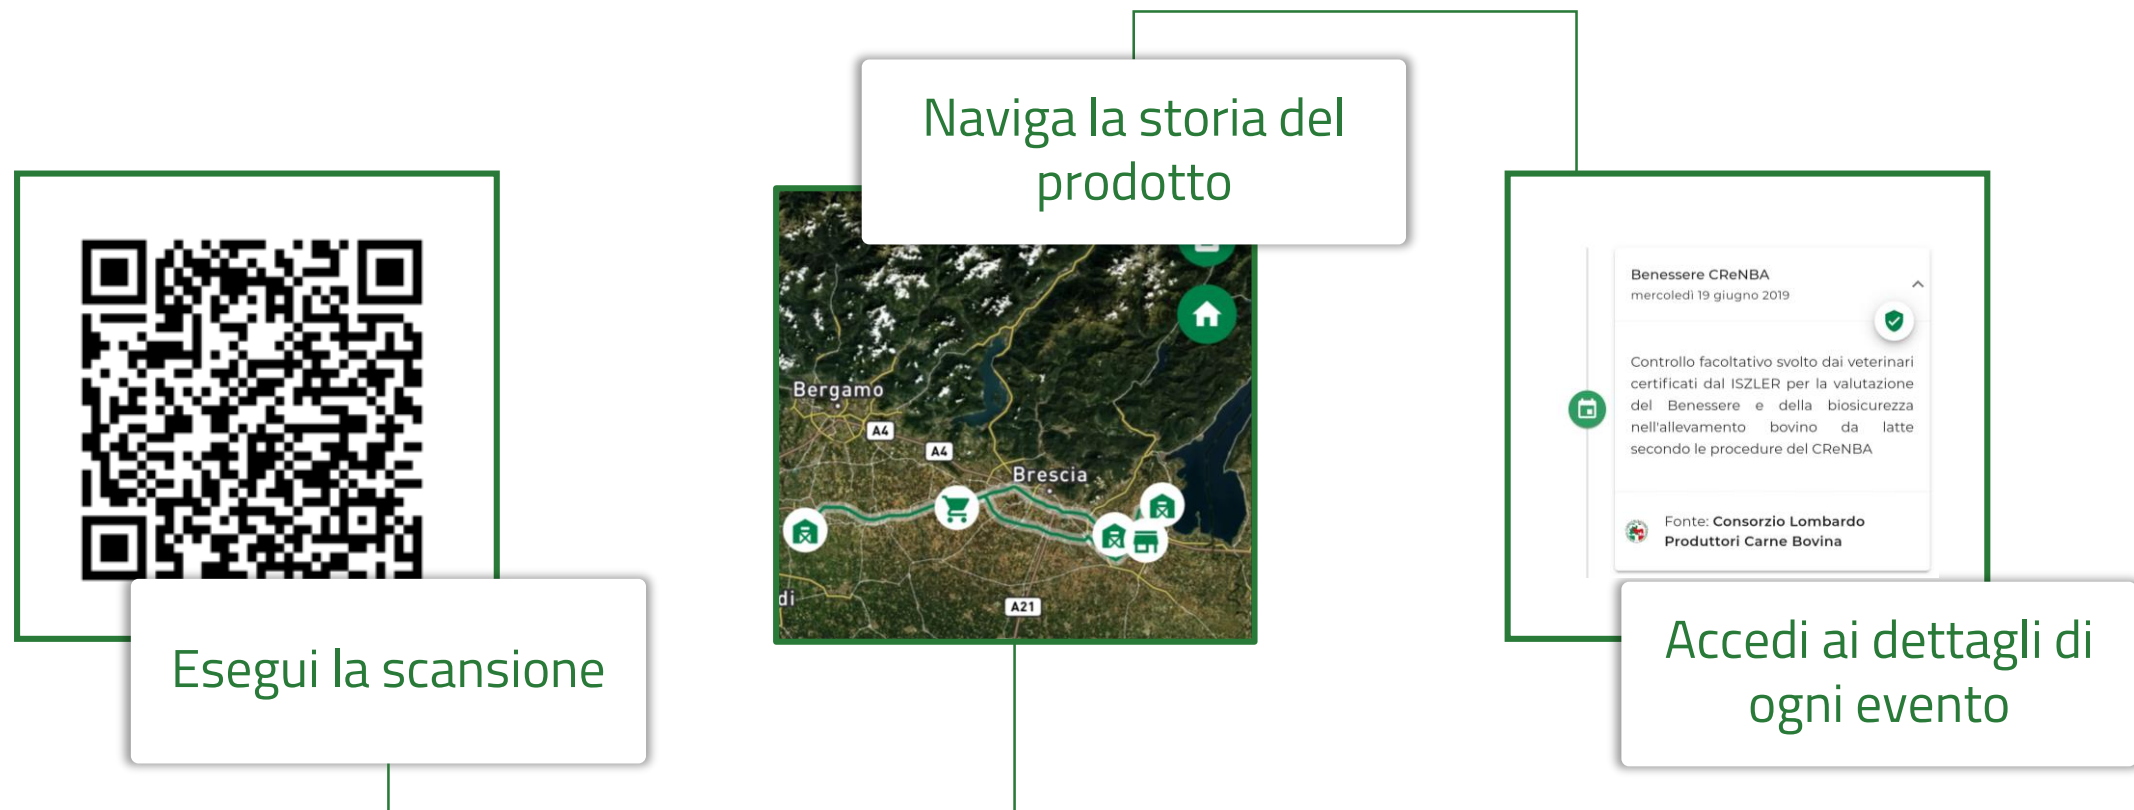 Esegui la scansione
Naviga la storia del
prodotto
Bergamo
A4
A4
Brescia
di
A21
Benessere CReNBA
mercoledì 19 giugno 2019
Controllo facoltativo svolto dai veterinari
certificati dal ISZLER per la valutazione
del Benessere e della biosicurezza
nell'allevamento bovino da latte
secondo le procedure del CReNBA
Fonte: Consorzio Lombardo
Produttori Carne Bovina
Accedi ai dettagli di
ogni evento